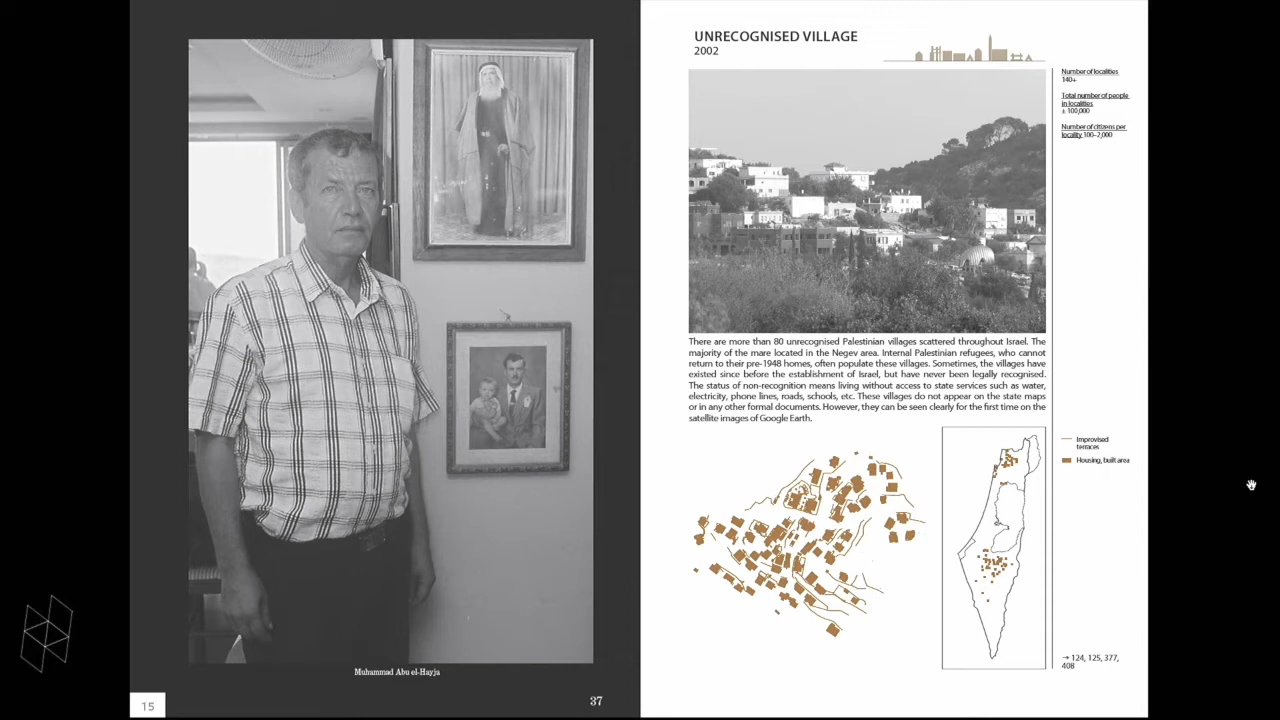 Muhammad Abu el-Hayja
15
37
UNRECOGNISED VILLAGE
2002
Number of localities
140+
Total number of people
in localities
± 100,000
Number of citizens per
locality 100–2,000
There are more than 80 unrecognised Palestinian villages scattered throughout Israel. The
majority of the mare located in the Negev area. Internal Palestinian refugees, who cannot
return to their pre-1948 homes, often populate these villages. Sometimes, the villages have
existed since before the establishment of Israel, but have never been legally recognised.
The status of non-recognition means living without access to state services such as water,
electricity, phone lines, roads, schools, etc. These villages do not appear on the state maps
or in any other formal documents. However, they can be seen clearly for the first time on the
satellite images of Google Earth.
Improvised
terraces
Housing, built area
→ 124, 125, 377,
408